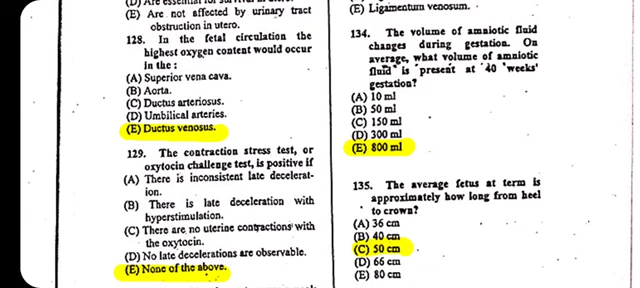 (D) Are essential for
(E) Are not affected by urinary tract
obstruction in utero.
128. In the fetal circulation the
highest oxygen content would occur
in the :
(A) Superior vena cava.
(B) Aorta.
(C) Ductus arteriosus.
(D) Umbilical arteries.
(E) Ductus venosus.
129. The contraction stress test, or
oxytocin challenge test, is positive if
(A) There is inconsistent late decelerat-
ion.
(B) There is late deceleration with
hyperstimulation.
(C) There are no uterine contractions with
the oxytocin.
(D) No late decelerations are observable.
(E) None of the above.
(E) Ligamentum venosum.
134. The volume of amniotic fluid
changes during gestation. On
average, what volume of amniotic
fluid is present at 40 weeks'
gestation?
(A) 10 ml
(B) 50 ml
(C) 150 ml
(D) 300 ml
(E) 800 ml
135. The average fetus at term is
approximately how long from heel
to crown?
(A) 36 cm
(B) 40 cm
(C) 50 cm
(D) 66 cm
(E) 80 cm